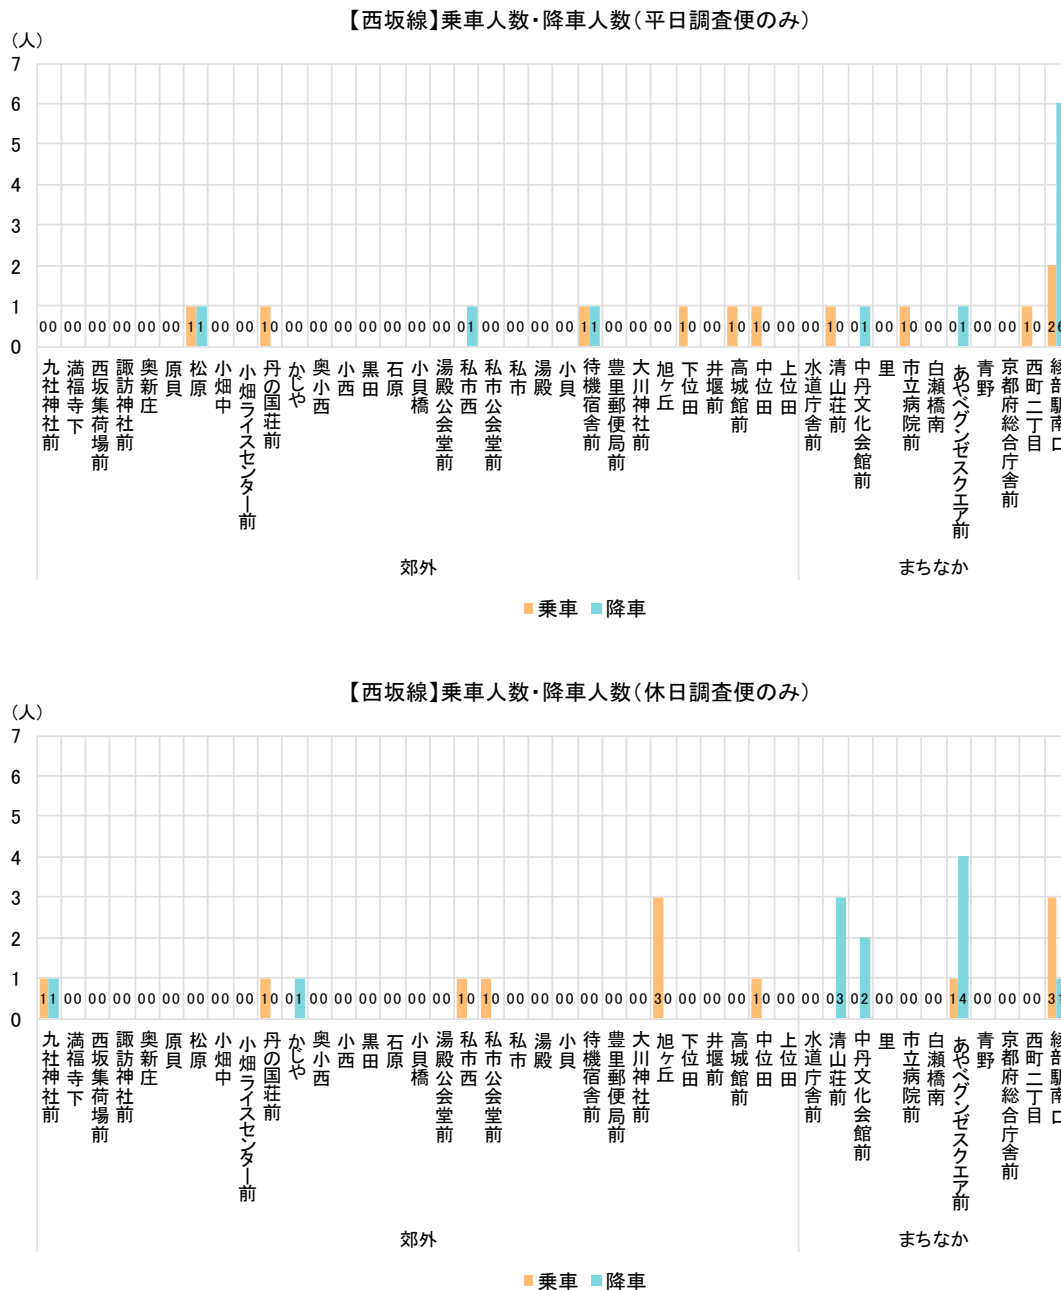 【西坂線】乗車人数・降車人数(平日調査便のみ)
(人)
7
6
5
4
3
2
1
0
00 00 00 00 00 00 11 00 00 10 00 00 00 00 00 00 00 01 00 00 00 00 11 00 00 00 10 00 10 10 00 00 10 01 00 10 00 01 00 00 10 26
九社神社前 満福寺下 西坂集荷場前 諏訪神社前 奥新庄 原貝 松原 小畑中 小畑ライスセンター前 丹の国荘前 かじや 奥小西 小西 黒田 石原 小貝橋 湯殿公会堂前 私市西 私市公会堂前 私市 湯殿 小貝 待機宿舎前 豊里郵便局前 大川神社前 旭ヶ丘 下位田 井堰前 高城館前 中位田 上位田 水道庁舎前 清山荘前 中丹文化会館前 里 市立病院前 白瀬橋南 あやべグンゼスクエア前 青野 京都府総合庁舎前 西町二丁目 綾部駅南口
郊外 まちなか
乗車 降車
【西坂線】乗車人数・降車人数(休日調査便のみ)
(人)
7
6
5
4
3
2
1
0
11 00 00 00 00 00 00 00 00 10 01 00 00 00 00 00 00 10 10 00 00 00 00 00 00 30 00 00 00 10 00 00 03 02 00 00 00 14 00 00 00 31
九社神社前 満福寺下 西坂集荷場前 諏訪神社前 奥新庄 原貝 松原 小畑中 小畑ライスセンター前 丹の国荘前 かじや 奥小西 小西 黒田 石原 小貝橋 湯殿公会堂前 私市西 私市公会堂前 私市 湯殿 小貝 待機宿舎前 豊里郵便局前 大川神社前 旭ヶ丘 下位田 井堰前 高城館前 中位田 上位田 水道庁舎前 清山荘前 中丹文化会館前 里 市立病院前 白瀬橋南 あやべグンゼスクエア前 青野 京都府総合庁舎前 西町二丁目 綾部駅南口
郊外 まちなか
乗車 降車